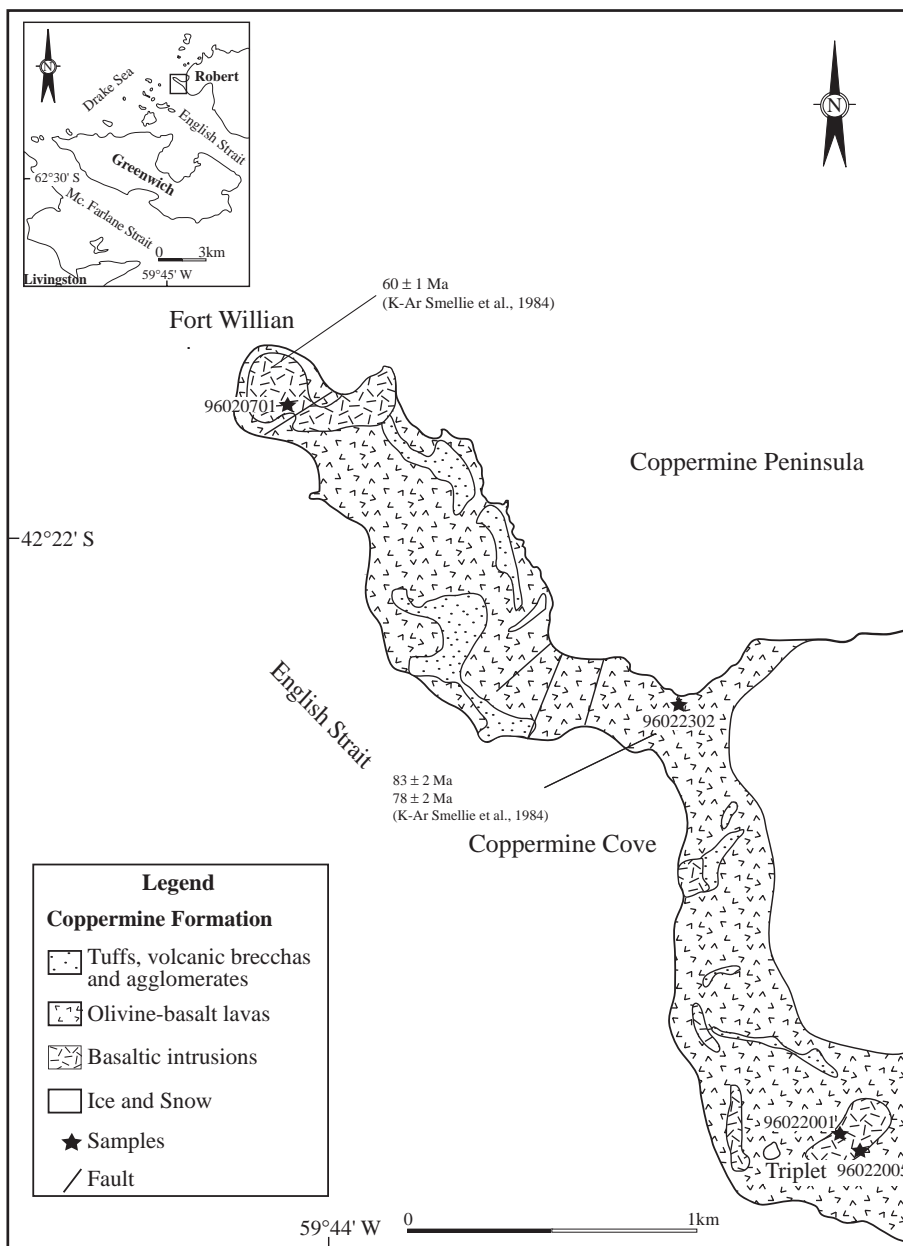 N
Robert
Drake Sea
English Strait
Greenwich
62°30' S
Mc. Farlane Strait
0 3km
59°45' W
Livingston
N
60 ± 1 Ma
(K-Ar Smellie et al., 1984)
Fort Willian
96020701
Coppermine Peninsula
42°22' S
English Strait
96022302
83 ± 2 Ma
78 ± 2 Ma
(K-Ar Smellie et al., 1984)
Coppermine Cove
Legend
Coppermine Formation
Tuffs, volcanic brecchas
and agglomerates
Olivine-basalt lavas
Basaltic intrusions
Ice and Snow
Samples
Fault
96022001
Triplet
96022005
59°44' W
0 1km